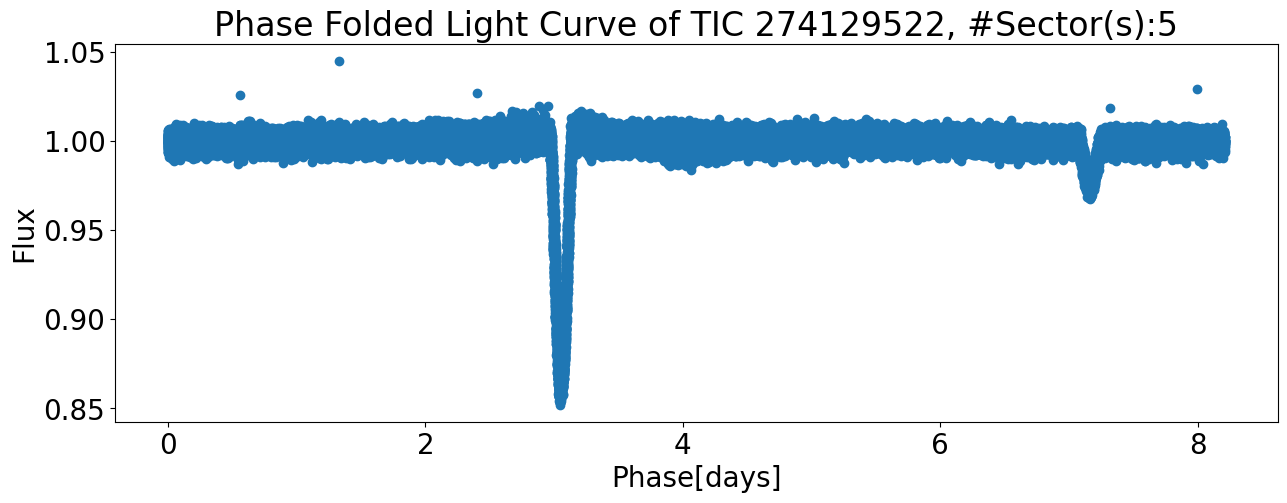 Phase Folded Light Curve of TIC 274129522, #Sector(s):5
1.05
1.00
0.95
0.90
0.85
Flux
0 2 4 6 8
Phase[days]